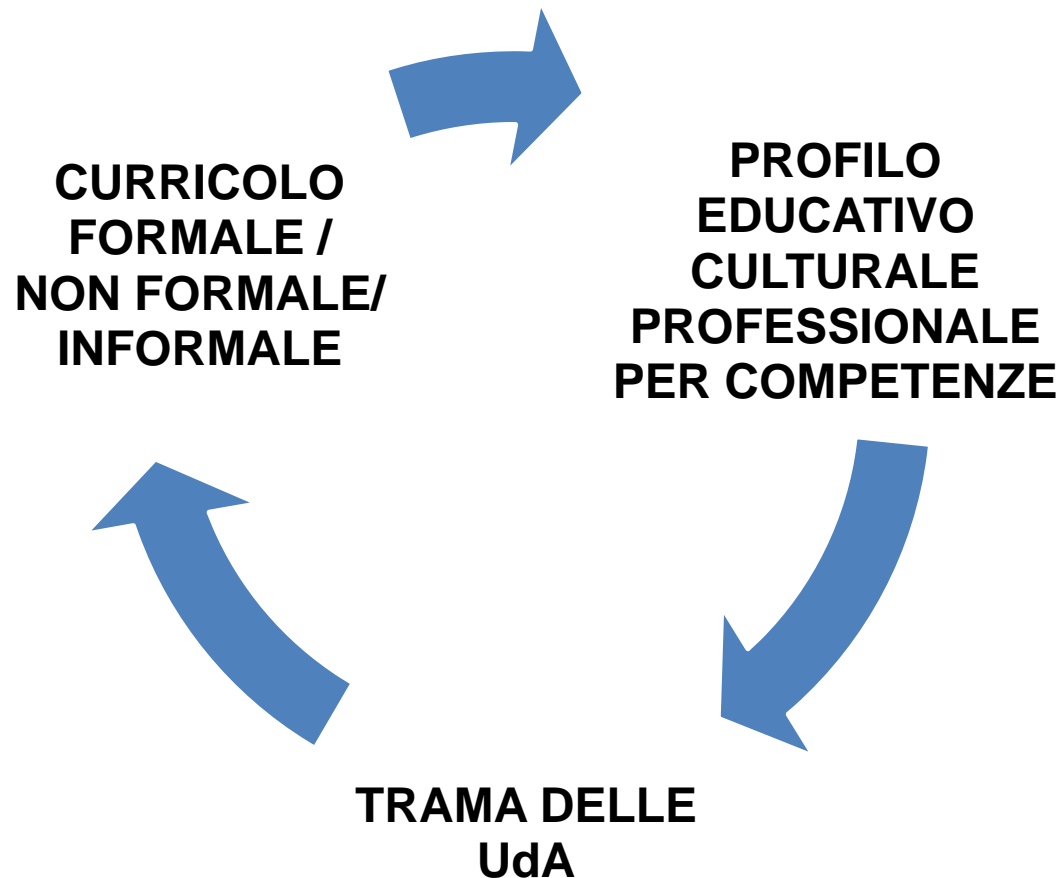 CURRICOLO
FORMALE /
NON FORMALE/
INFORMALE
PROFILO
EDUCATIVO
CULTURALE
PROFESSIONALE
PER COMPETENZE
TRAMA DELLE
UdA